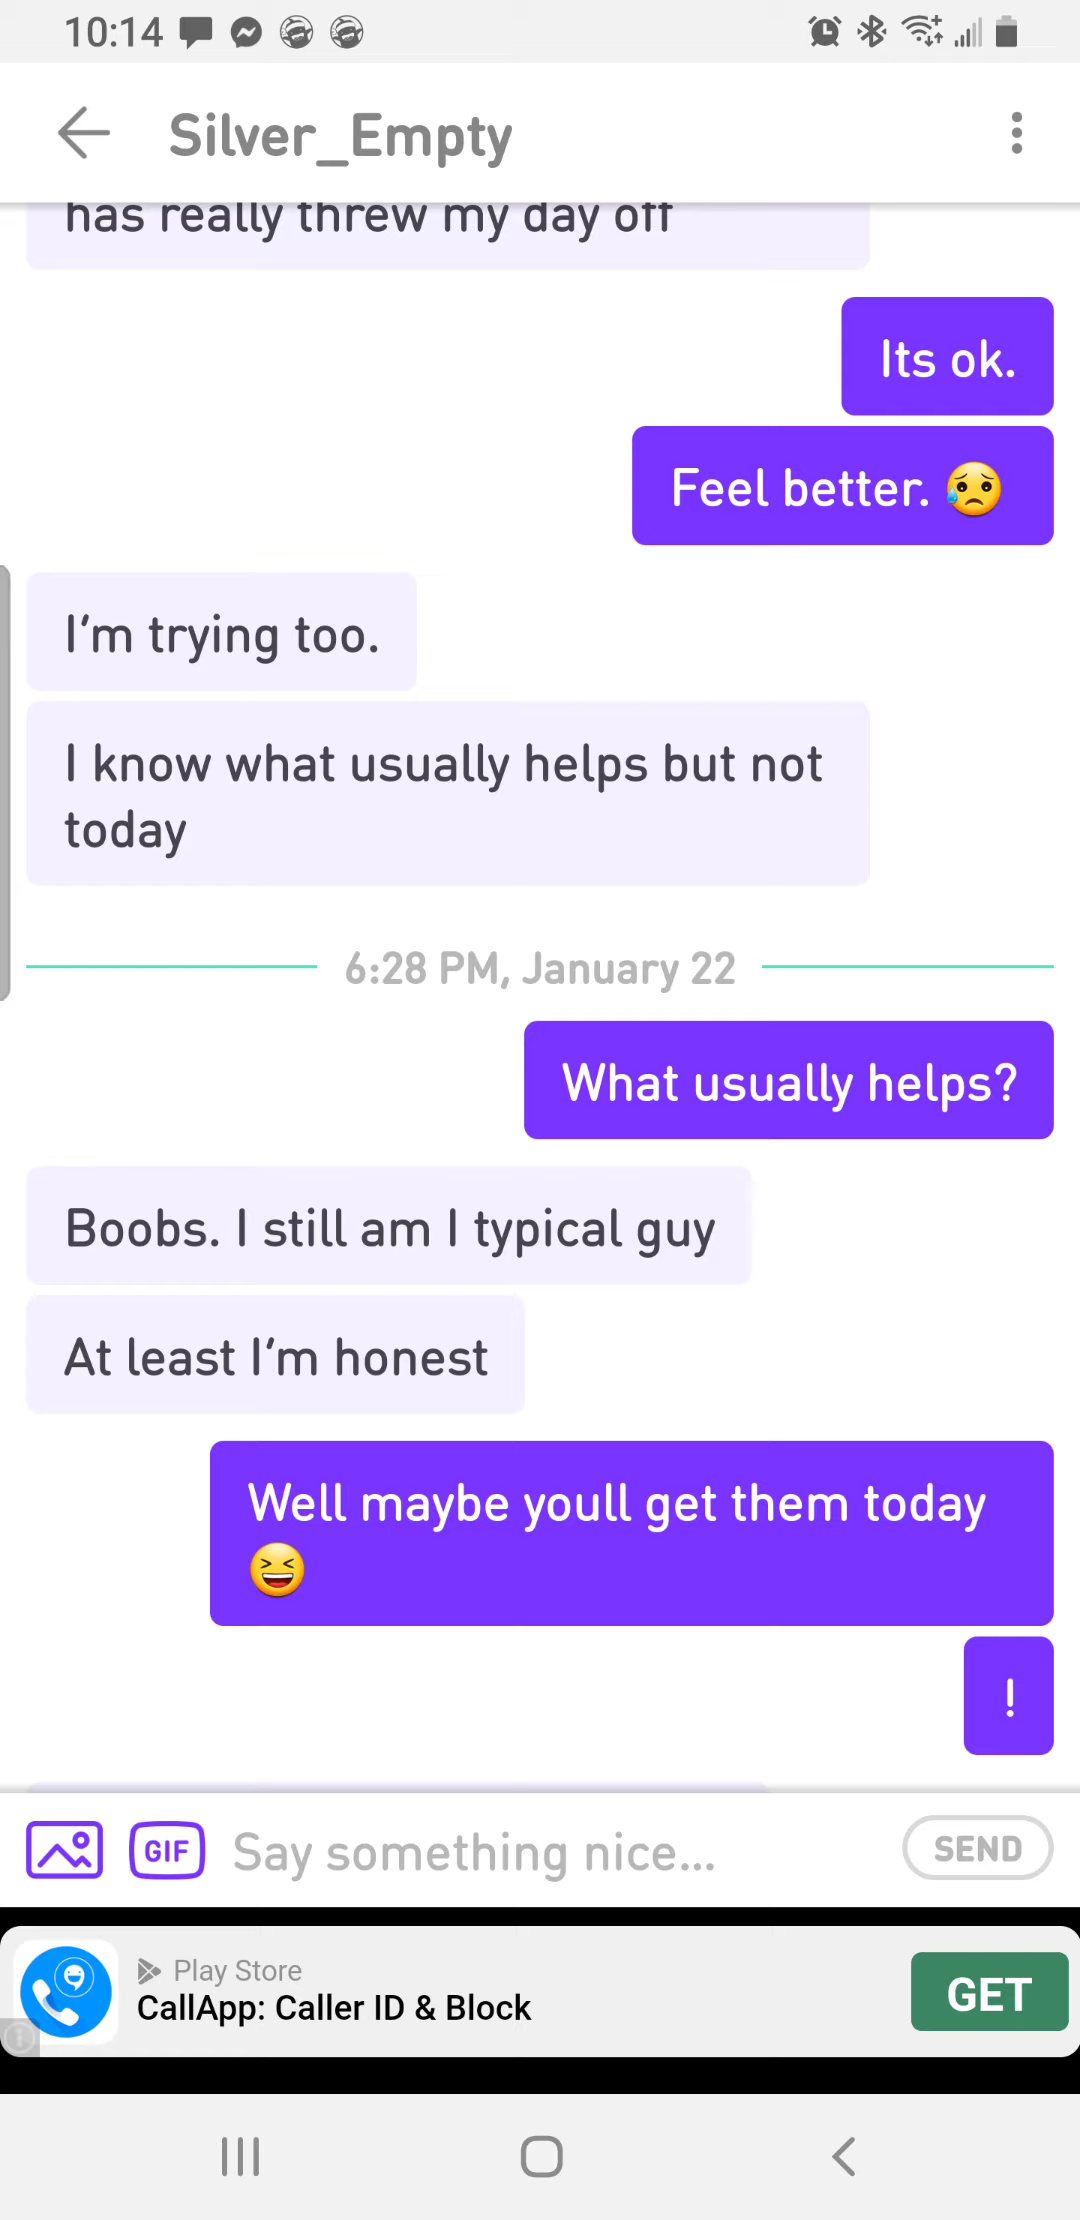 10:14
Silver_Empty
has really threw my day off
Its ok.
Feel better. 😥
I'm trying too.
I know what usually helps but not
today
6:28 PM, January 22
What usually helps?
Boobs. I still am I typical guy
At least I'm honest
Well maybe youll get them today
😆
!
GIF Say something nice... SEND
Play Store
CallApp: Caller ID & Block
GET